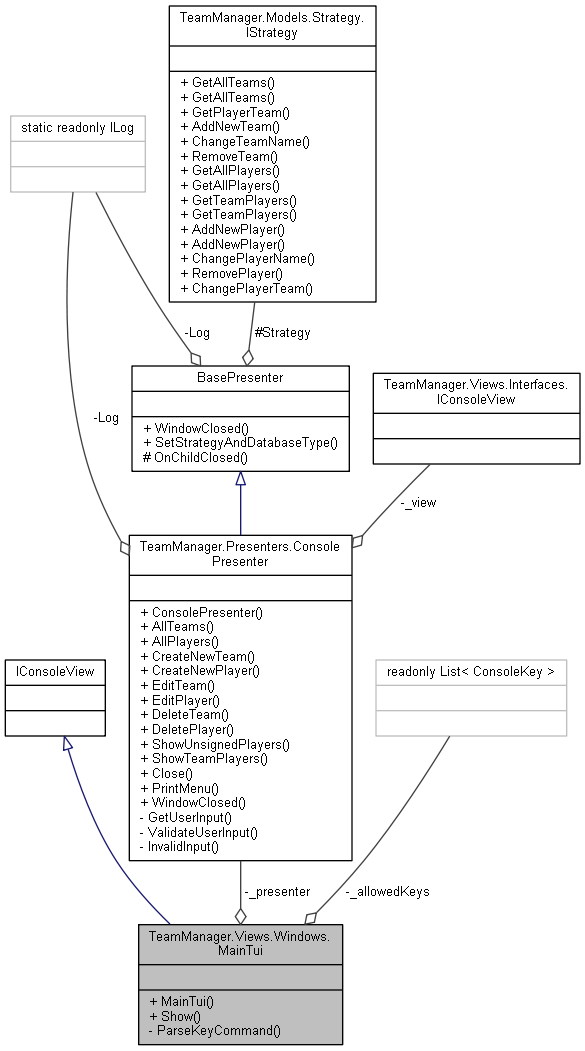 TeamManager.Models.Strategy.
IStrategy
+ GetAllTeams()
+ GetAllTeams()
+ GetPlayerTeam()
+ AddNewTeam()
+ ChangeTeamName()
+ RemoveTeam()
+ GetAllPlayers()
+ GetAllPlayers()
+ GetTeamPlayers()
+ GetTeamPlayers()
+ AddNewPlayer()
+ AddNewPlayer()
+ ChangePlayerName()
+ RemovePlayer()
+ ChangePlayerTeam()
static readonly ILog
-Log
#Strategy
BasePresenter
+ WindowClosed()
+ SetStrategyAndDatabaseType()
# OnChildClosed()
TeamManager.Views.Interfaces.
IConsoleView
-Log
-_view
TeamManager.Presenters.Console
Presenter
+ ConsolePresenter()
+ AllTeams()
+ AllPlayers()
+ CreateNewTeam()
+ CreateNewPlayer()
+ EditTeam()
+ EditPlayer()
+ DeleteTeam()
+ DeletePlayer()
+ ShowUnsignedPlayers()
+ ShowTeamPlayers()
+ Close()
+ PrintMenu()
+ WindowClosed()
- GetUserInput()
- ValidateUserInput()
- InvalidInput()
IConsoleView
readonly List< ConsoleKey >
-_presenter
-_allowedKeys
TeamManager.Views.Windows.
MainTui
+ MainTui()
+ Show()
- ParseKeyCommand()